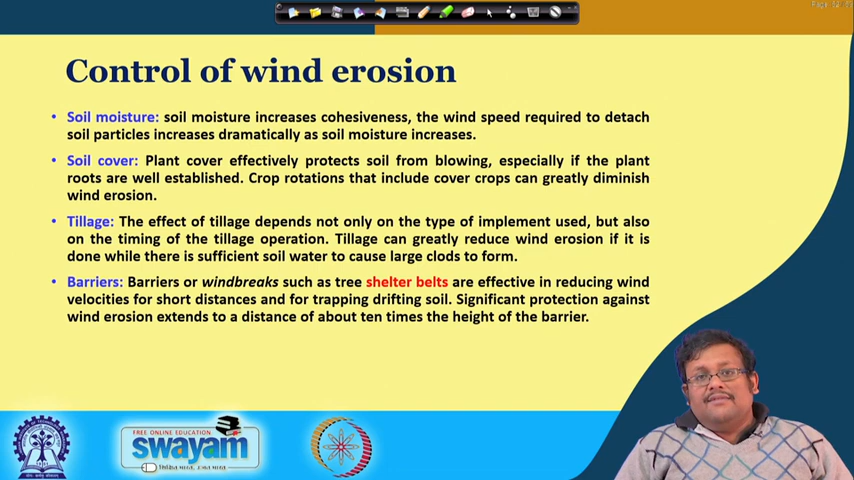 Control of wind erosion
• Soil moisture: soil moisture increases cohesiveness, the wind speed required to detach
soil particles increases dramatically as soil moisture increases.
• Soil cover: Plant cover effectively protects soil from blowing, especially if the plant
roots are well established. Crop rotations that include cover crops can greatly diminish
wind erosion.
• Tillage: The effect of tillage depends not only on the type of implement used, but also
on the timing of the tillage operation. Tillage can greatly reduce wind erosion if it is
done while there is sufficient soil water to cause large clods to form.
• Barriers: Barriers or windbreaks such as tree shelter belts are effective in reducing wind
velocities for short distances and for trapping drifting soil. Significant protection against
wind erosion extends to a distance of about ten times the height of the barrier.
FREE ONLINE EDUCATION
swayam